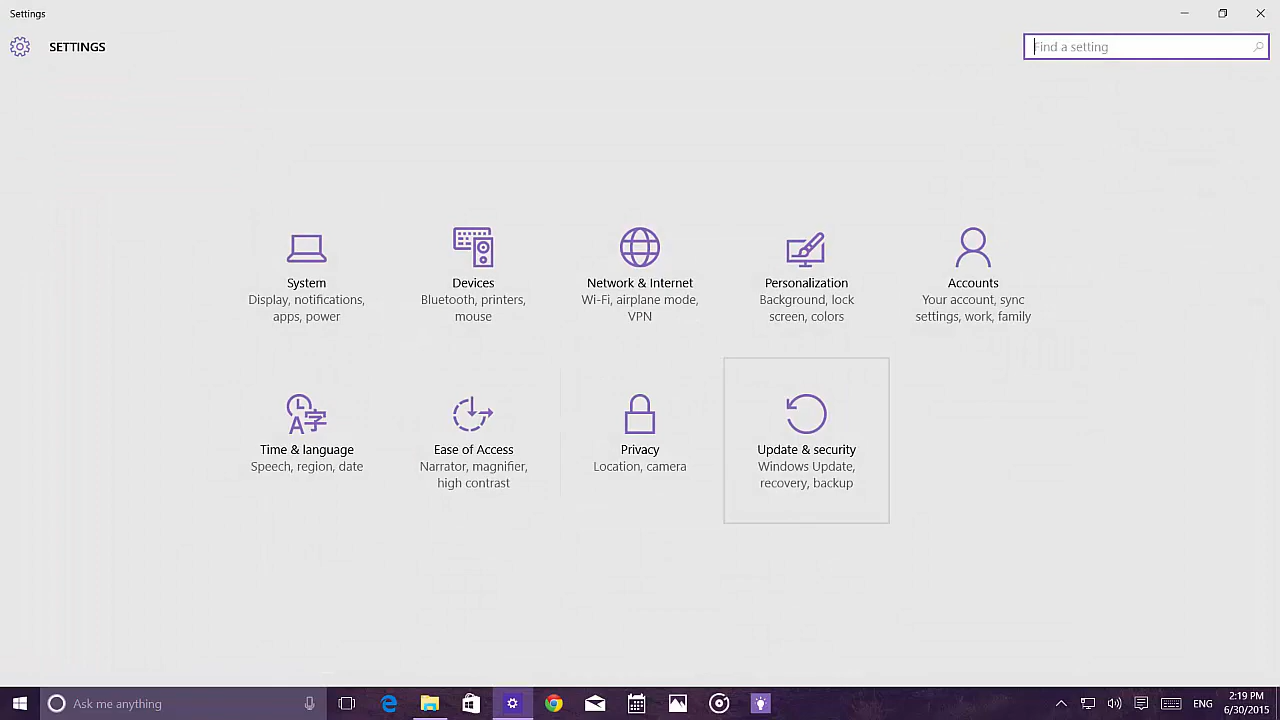 Settings
SETTINGS
Find a setting
System
Display, notifications,
apps, power
Devices
Bluetooth, printers,
mouse
Network & Internet
Wi-Fi, airplane mode,
VPN
Personalization
Background, lock
screen, colors
Accounts
Your account, sync
settings, work, family
A字
Time & language
Speech, region, date
Ease of Access
Narrator, magnifier,
high contrast
Privacy
Location, camera
Update & security
Windows Update,
recovery, backup
Ask me anything
ENG
2:19 PM
6/30/2015